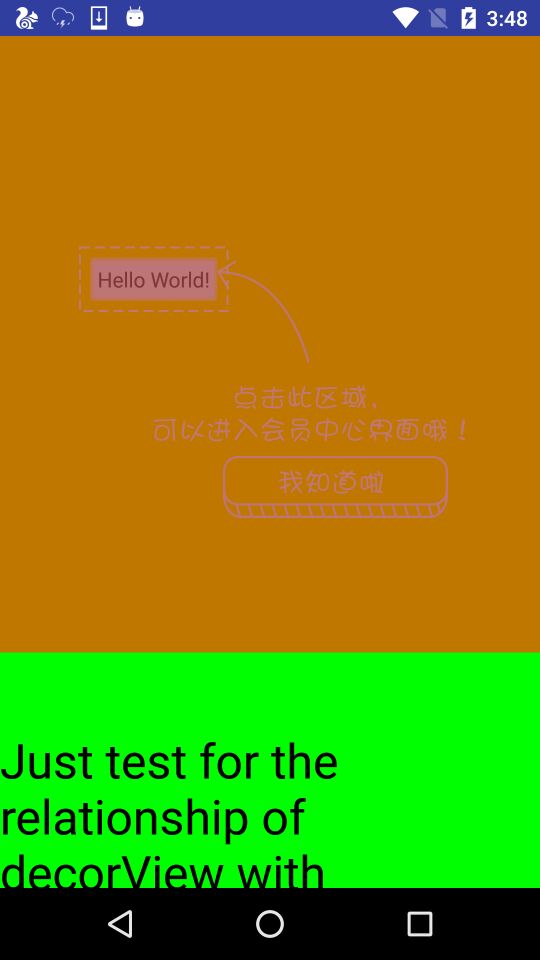 3:48
Hello World!
点击此区域，
可以进入会员中心界面哦！
我知道啦
Just test for the
relationship of
decorView with